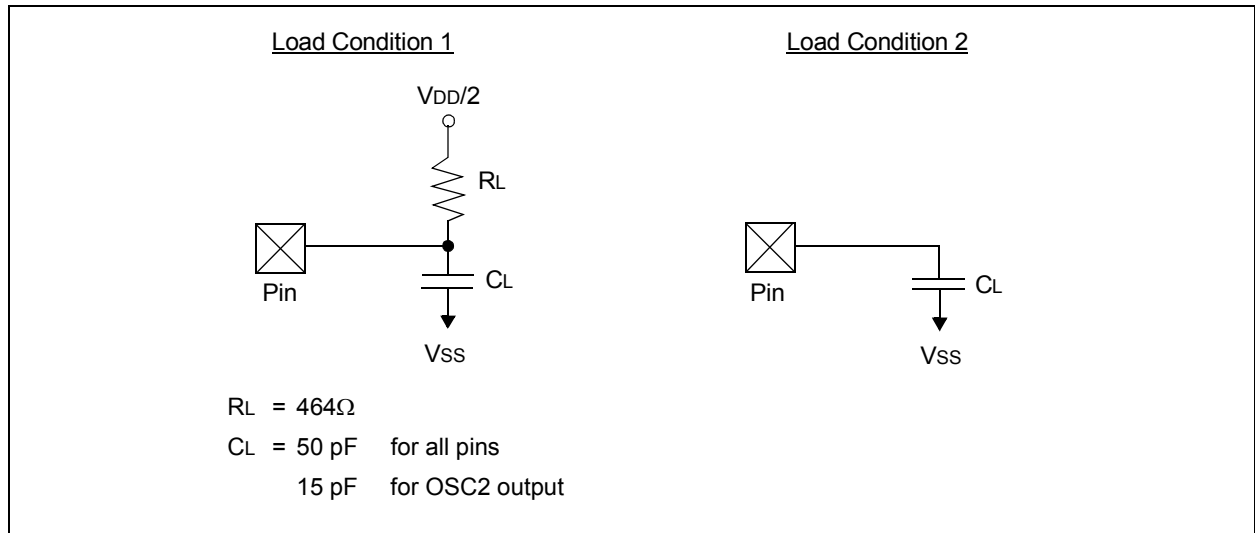 Load Condition 1
Load Condition 2
VDD/2
RL
Pin
CL
VSS
Pin
CL
VSS
RL = 464Ω
CL = 50 pF for all pins
15 pF for OSC2 output